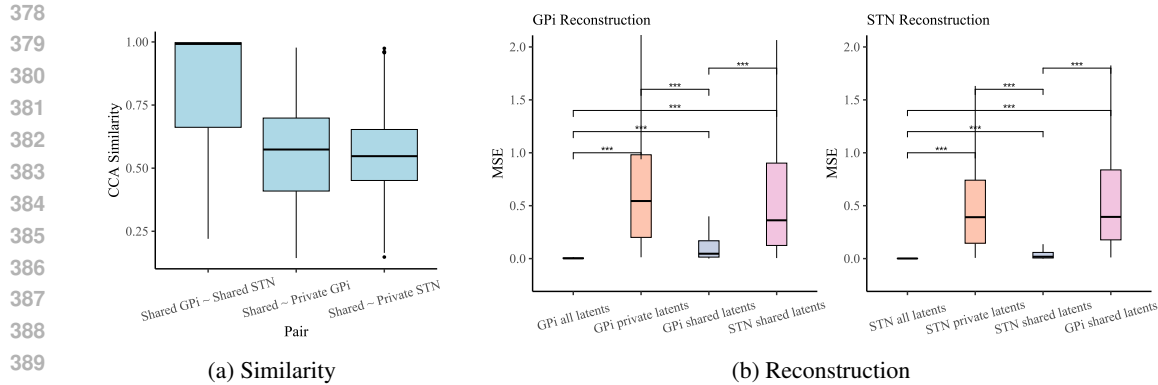 378
379
380
381
382
383
384
385
386
387
388
389
1.00
0.75
0.50
0.25
CCA Similarity
Shared GPi ~ Shared STN
Shared ~ Private GPi
Shared ~ Private STN
Pair
(a) Similarity
GPi Reconstruction
2.0
1.5
1.0
0.5
0.0
MSE
***
***
***
***
***
GPi all latents
GPi private latents
GPi shared latents
STN shared latents
STN Reconstruction
2.0
1.5
1.0
0.5
0.0
MSE
***
***
***
***
***
STN all latents
STN private latents
STN shared latents
GPi shared latents
(b) Reconstruction